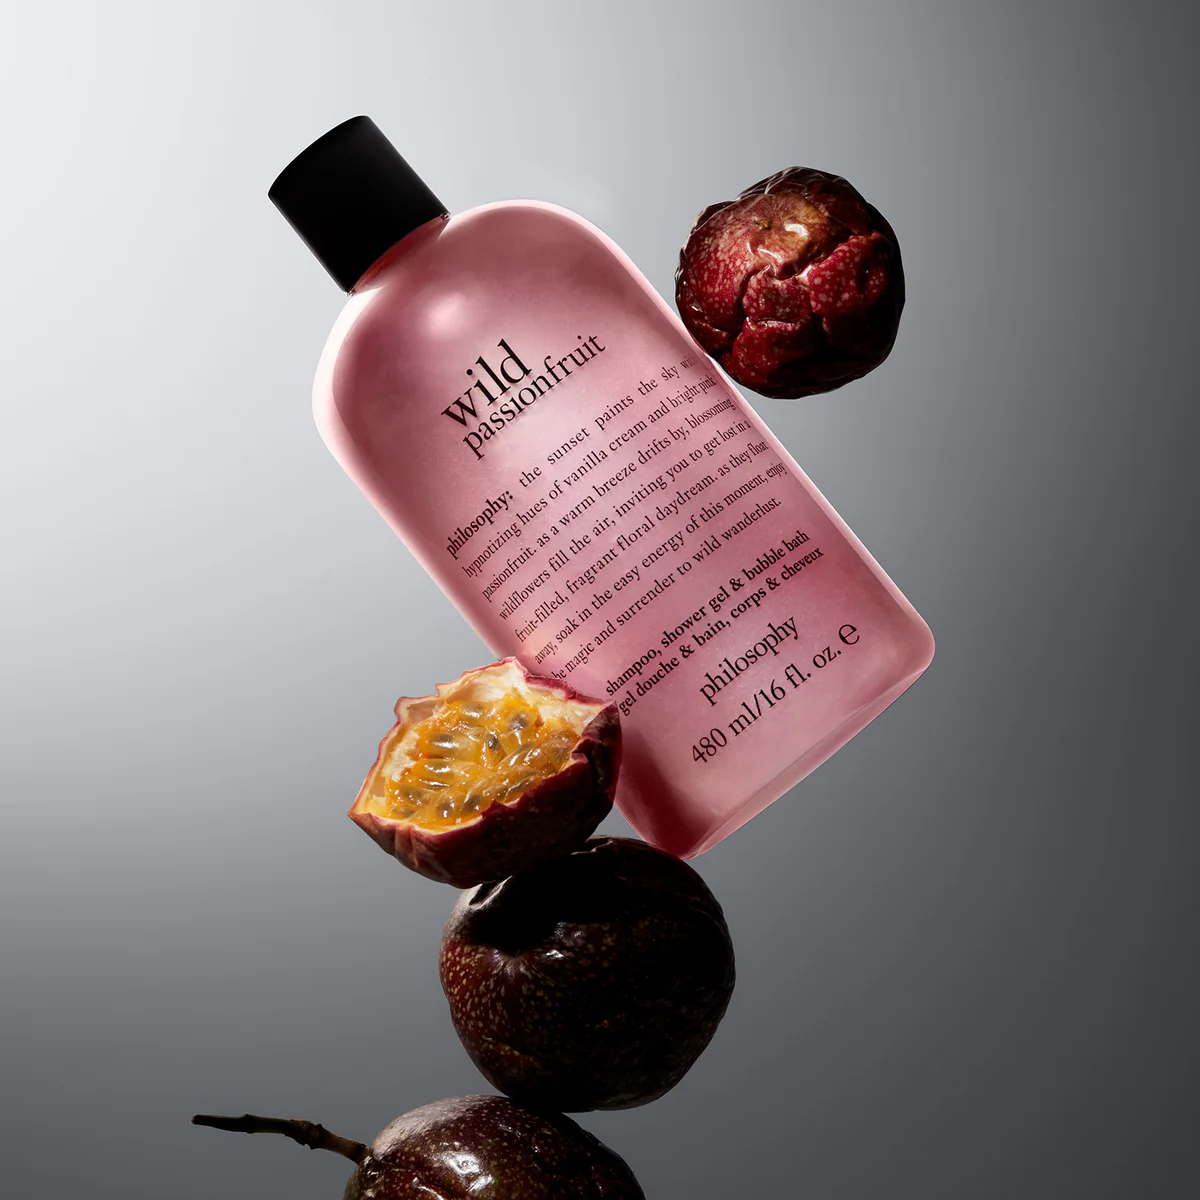 wild
passionfruit
philosophy: the sunset paints the sky with
hypnotizing hues of vanilla cream and bright pink
passionfruit. as a warm breeze drifts by, blossoming
wildflowers fill the air, inviting you to get lost in a
fruit-filled, fragrant floral daydream. as they float
away, soak in the easy energy of this moment, enjoy
he magic and surrender to wild wanderlust.
shampoo, shower gel & bubble bath
gel douche & bain, corps & cheveux
philosophy
480 ml/16 fl. oz. e